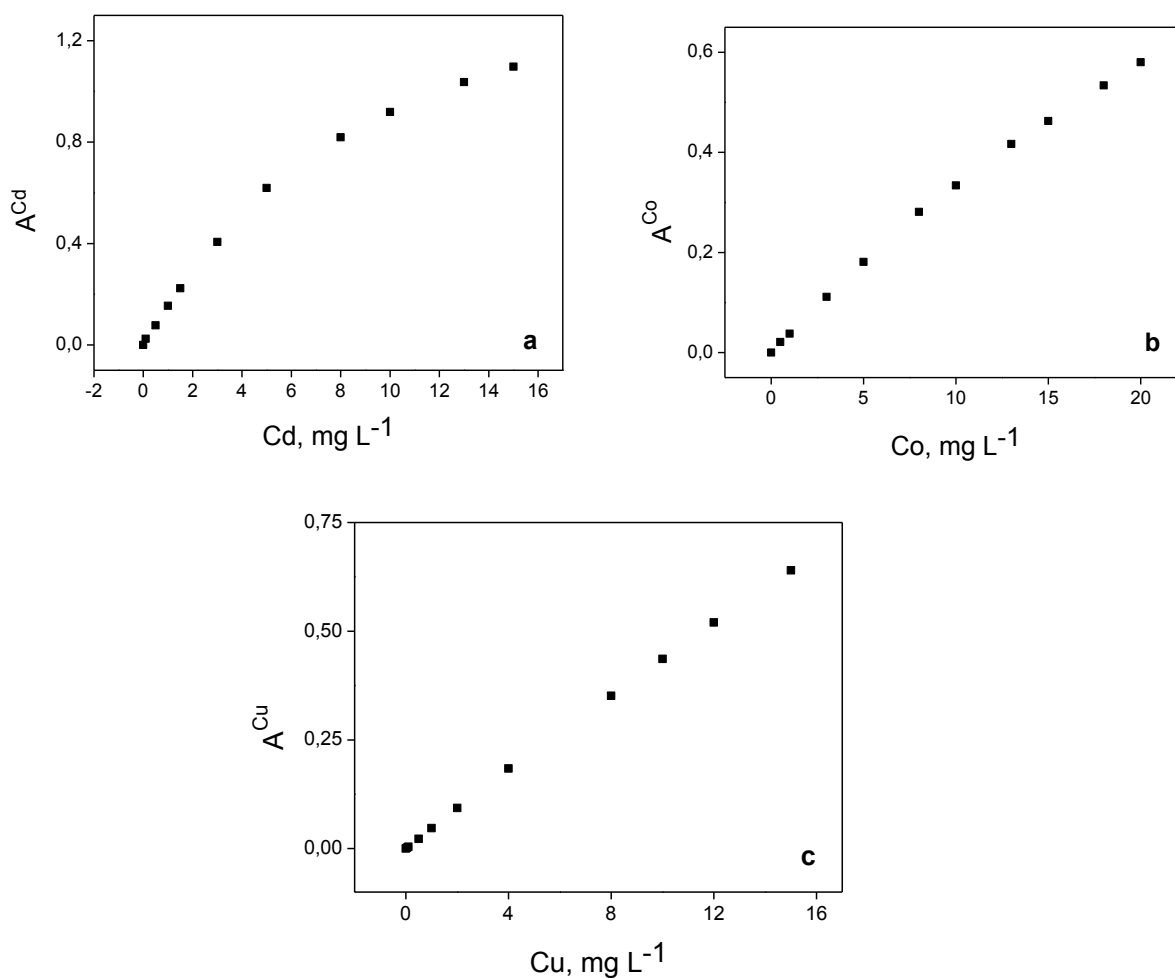 1,2
0,8
0,4
0,0
A^Cd
-2 0 2 4 6 8 10 12 14 16
Cd, mg L^-1
a
0,6
0,4
0,2
0,0
A^Co
0 5 10 15 20
Co, mg L^-1
b
0,75
0,50
0,25
0,00
A^Cu
0 4 8 12 16
Cu, mg L^-1
c